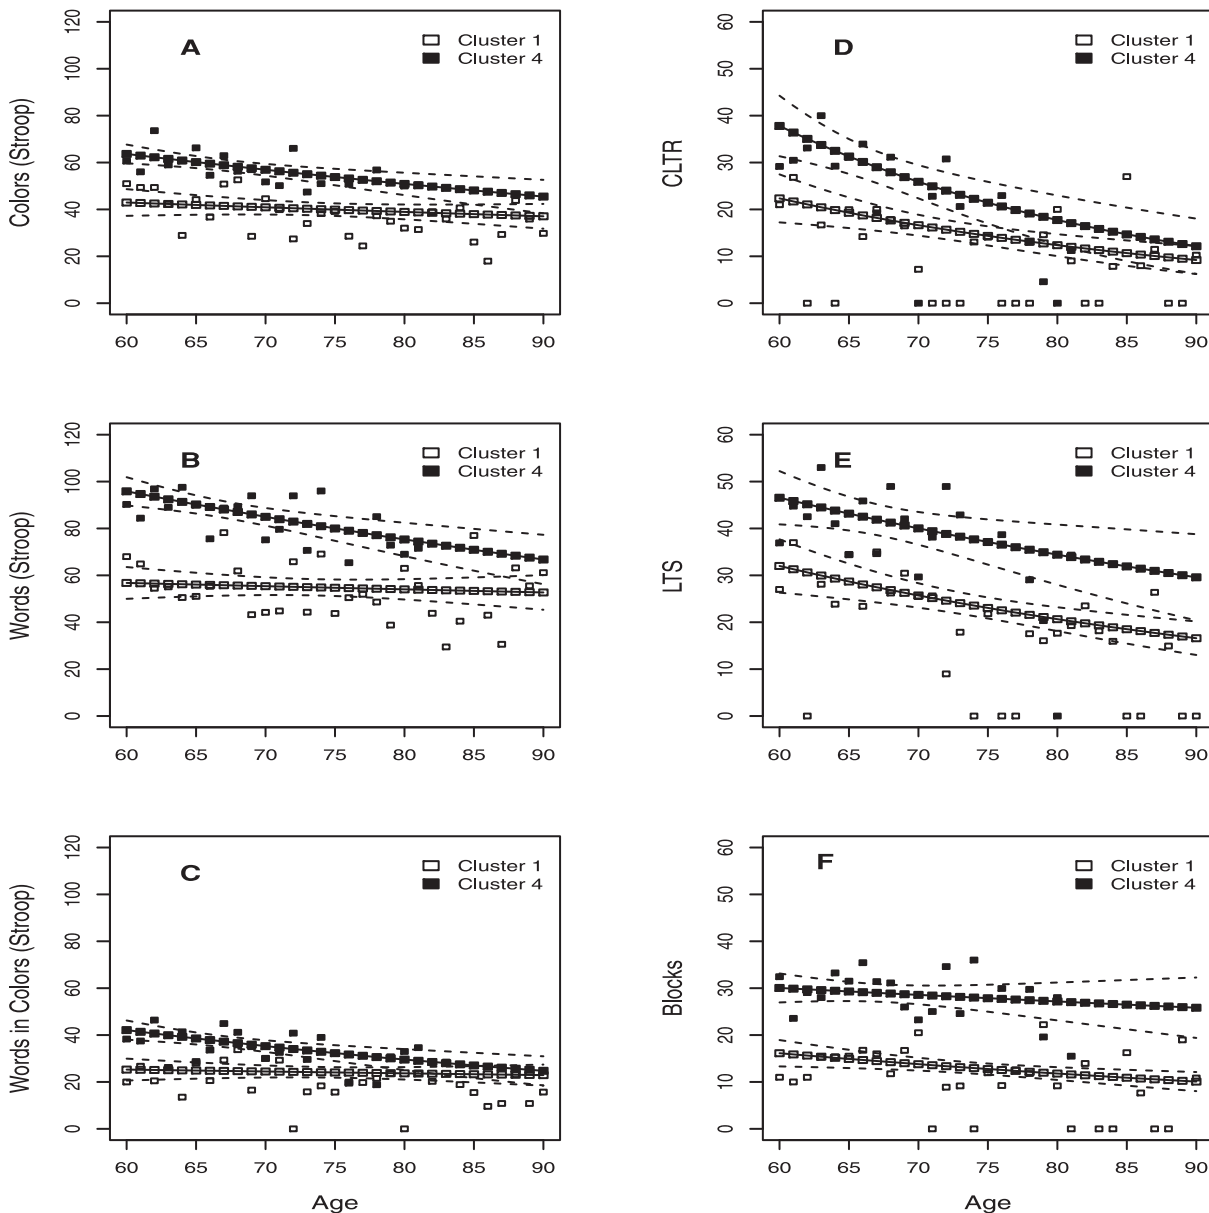 Colors (Stroop)
120
100
80
60
40
20
0
A
Cluster 1
Cluster 4
60 65 70 75 80 85 90
CLTR
60
50
40
30
20
10
0
D
Cluster 1
Cluster 4
60 65 70 75 80 85 90
Words (Stroop)
120
100
80
60
40
20
0
B
Cluster 1
Cluster 4
60 65 70 75 80 85 90
LTS
60
50
40
30
20
10
0
E
Cluster 1
Cluster 4
60 65 70 75 80 85 90
Words in Colors (Stroop)
120
100
80
60
40
20
0
C
Cluster 1
Cluster 4
60 65 70 75 80 85 90
Age
Blocks
60
50
40
30
20
10
0
F
Cluster 1
Cluster 4
60 65 70 75 80 85 90
Age